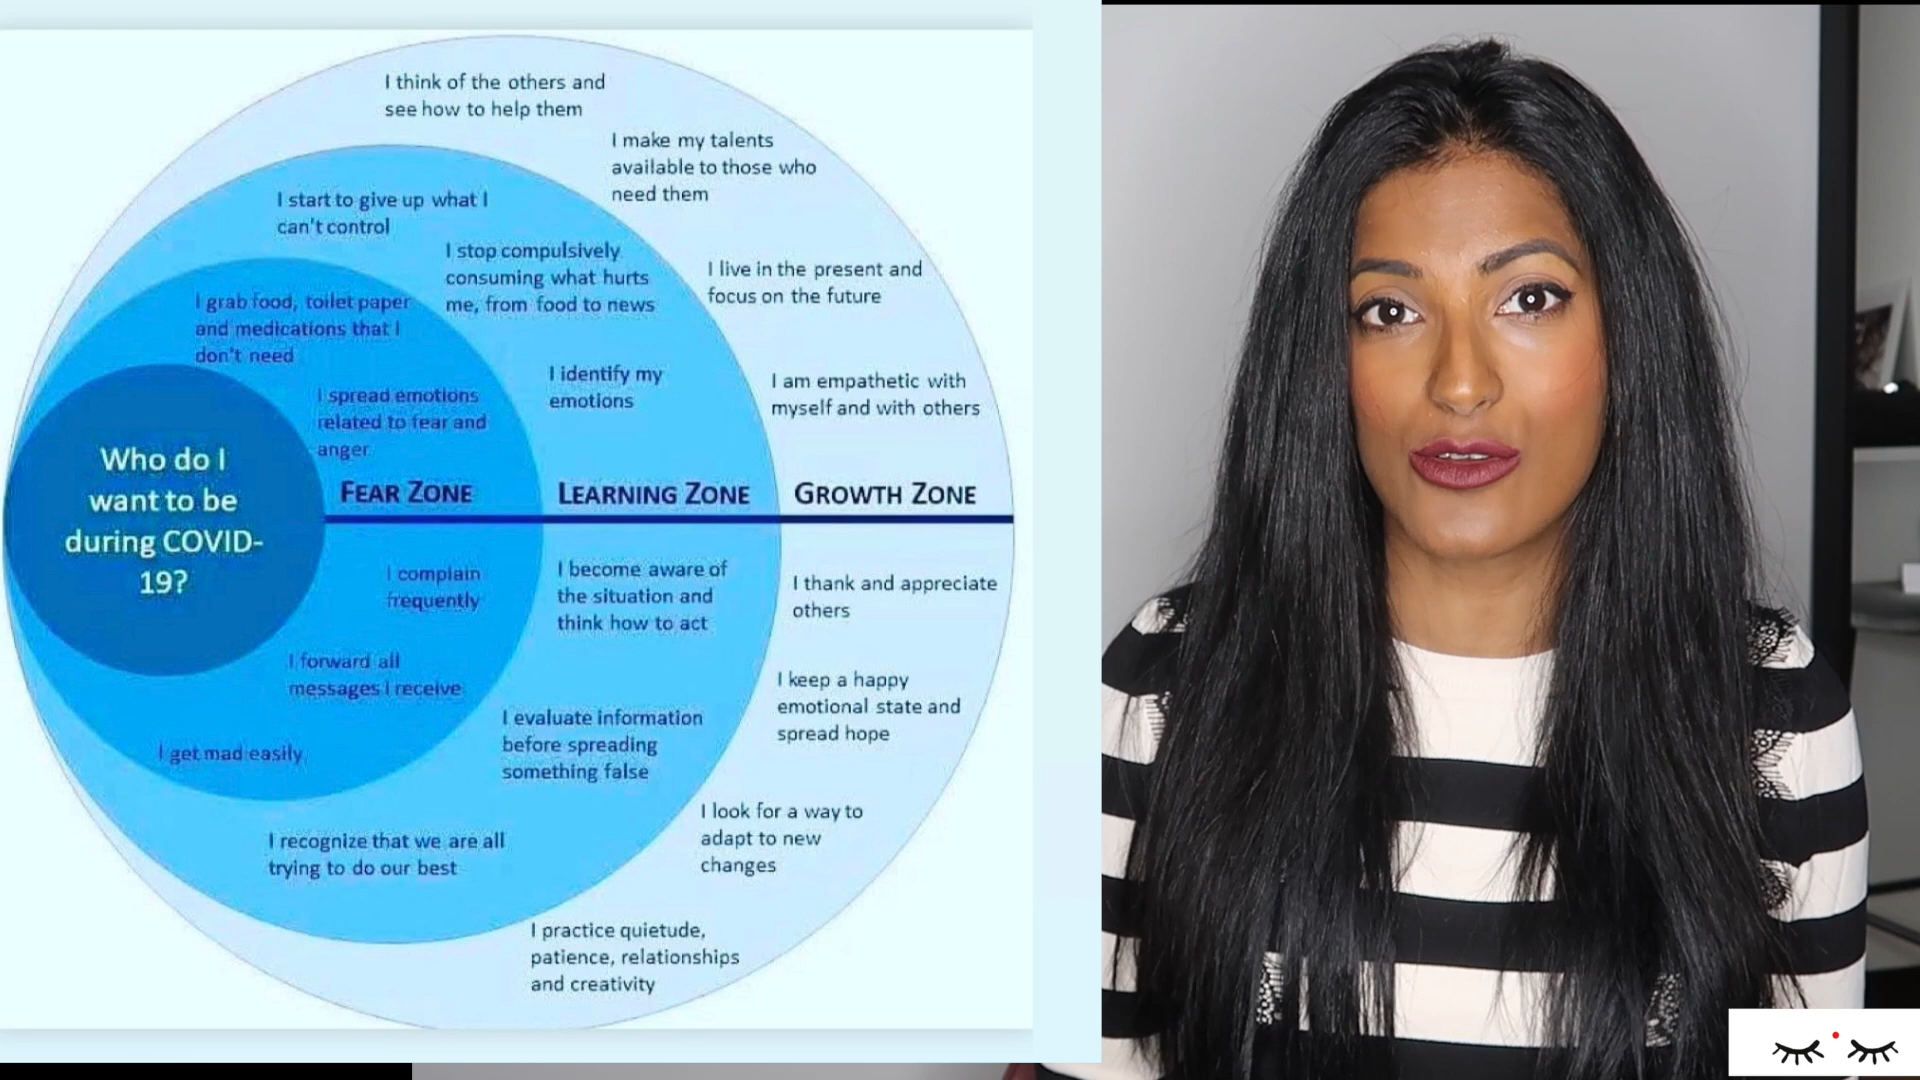 I think of the others and
see how to help them
I make my talents
available to those who
need them
I start to give up what I
can't control
I stop compulsively
consuming what hurts
me, from food to news
I live in the present and
focus on the future
I grab food, toilet paper
and medications that I
don't need
I identify my
emotions
I am empathetic with
myself and with others
I spread emotions
related to fear and
anger
Who do I
want to be
during COVID-
19?
FEAR ZONE
LEARNING ZONE
GROWTH ZONE
I complain
frequently
I become aware of
the situation and
think how to act
I thank and appreciate
others
I forward all
messages I receive
I keep a happy
emotional state and
spread hope
I evaluate information
before spreading
something false
I get mad easily
I look for a way to
adapt to new
changes
I recognize that we are all
trying to do our best
I practice quietude,
patience, relationships
and creativity